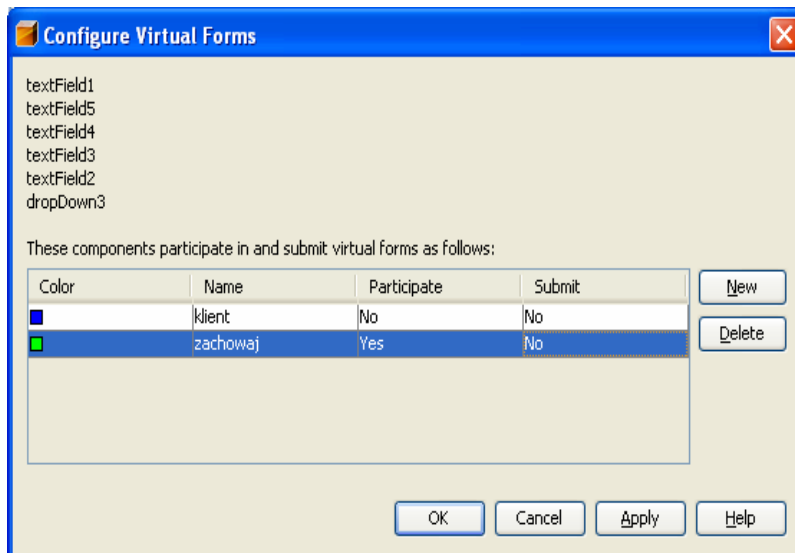 Configure Virtual Forms
textField1
textField5
textField4
textField3
textField2
dropDown3
These components participate in and submit virtual forms as follows:
Color Name Participate Submit New
klient No No
zachowaj Yes No Delete
OK Cancel Apply Help